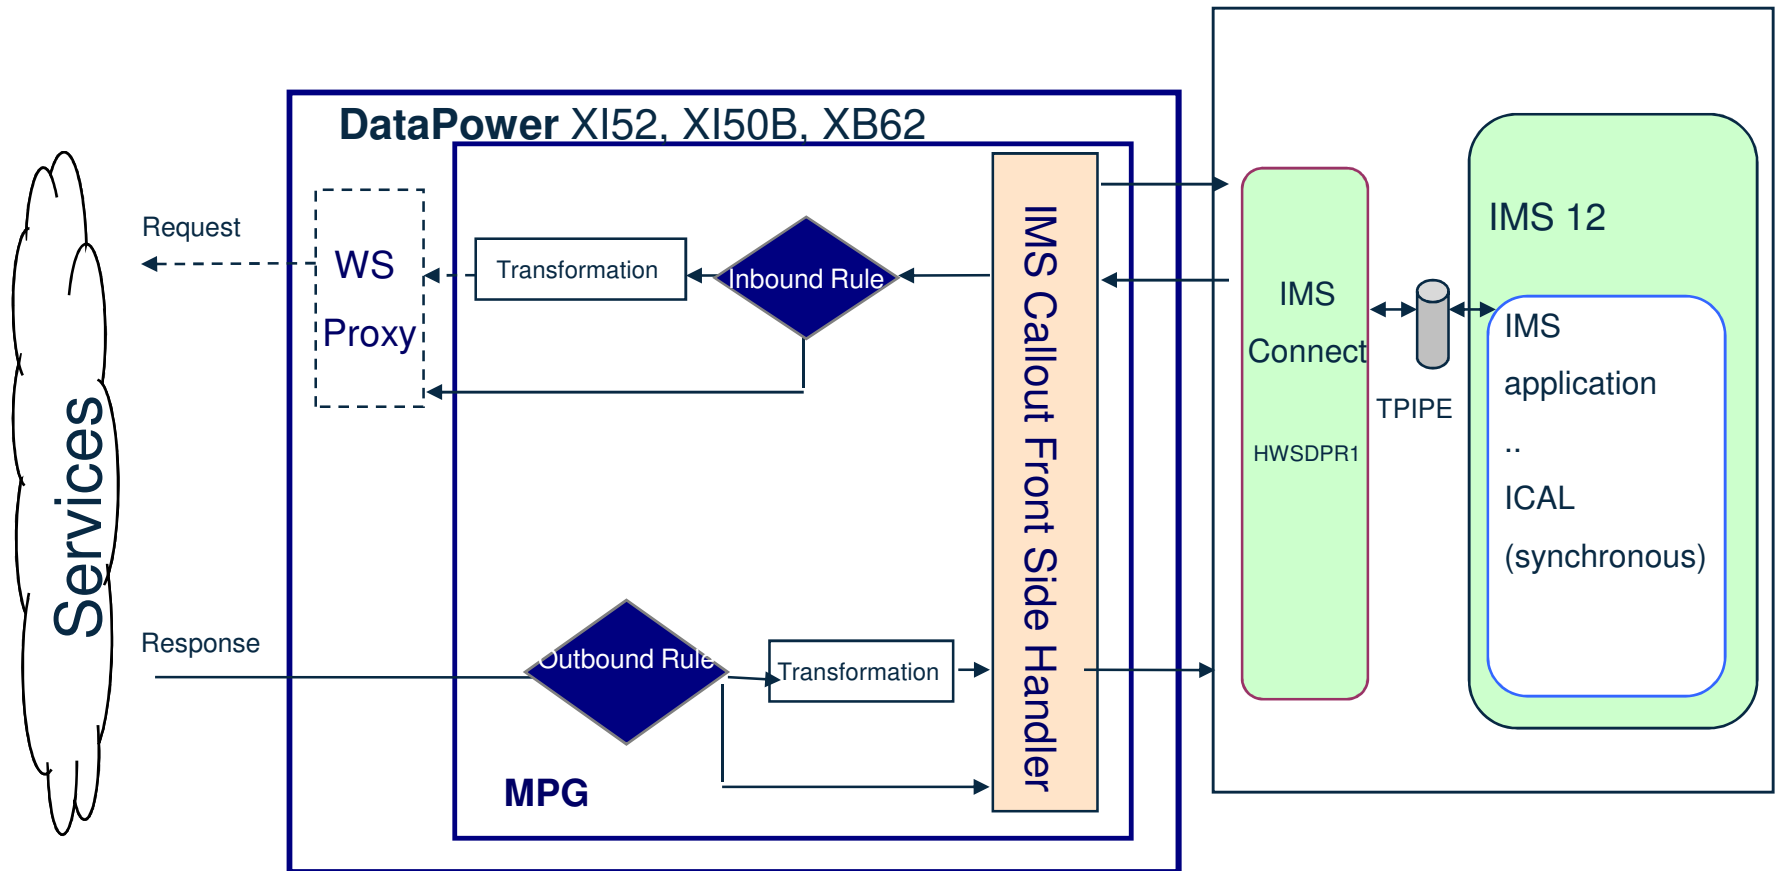 DataPower XI52, XI50B, XB62
Services
Request
WS
Proxy
Transformation
Inbound Rule
IMS Callout Front Side Handler
IMS
Connect
HWSDPR1
TPIPE
IMS 12
IMS
application
..
ICAL
(synchronous)
Response
Outbound Rule
Transformation
MPG